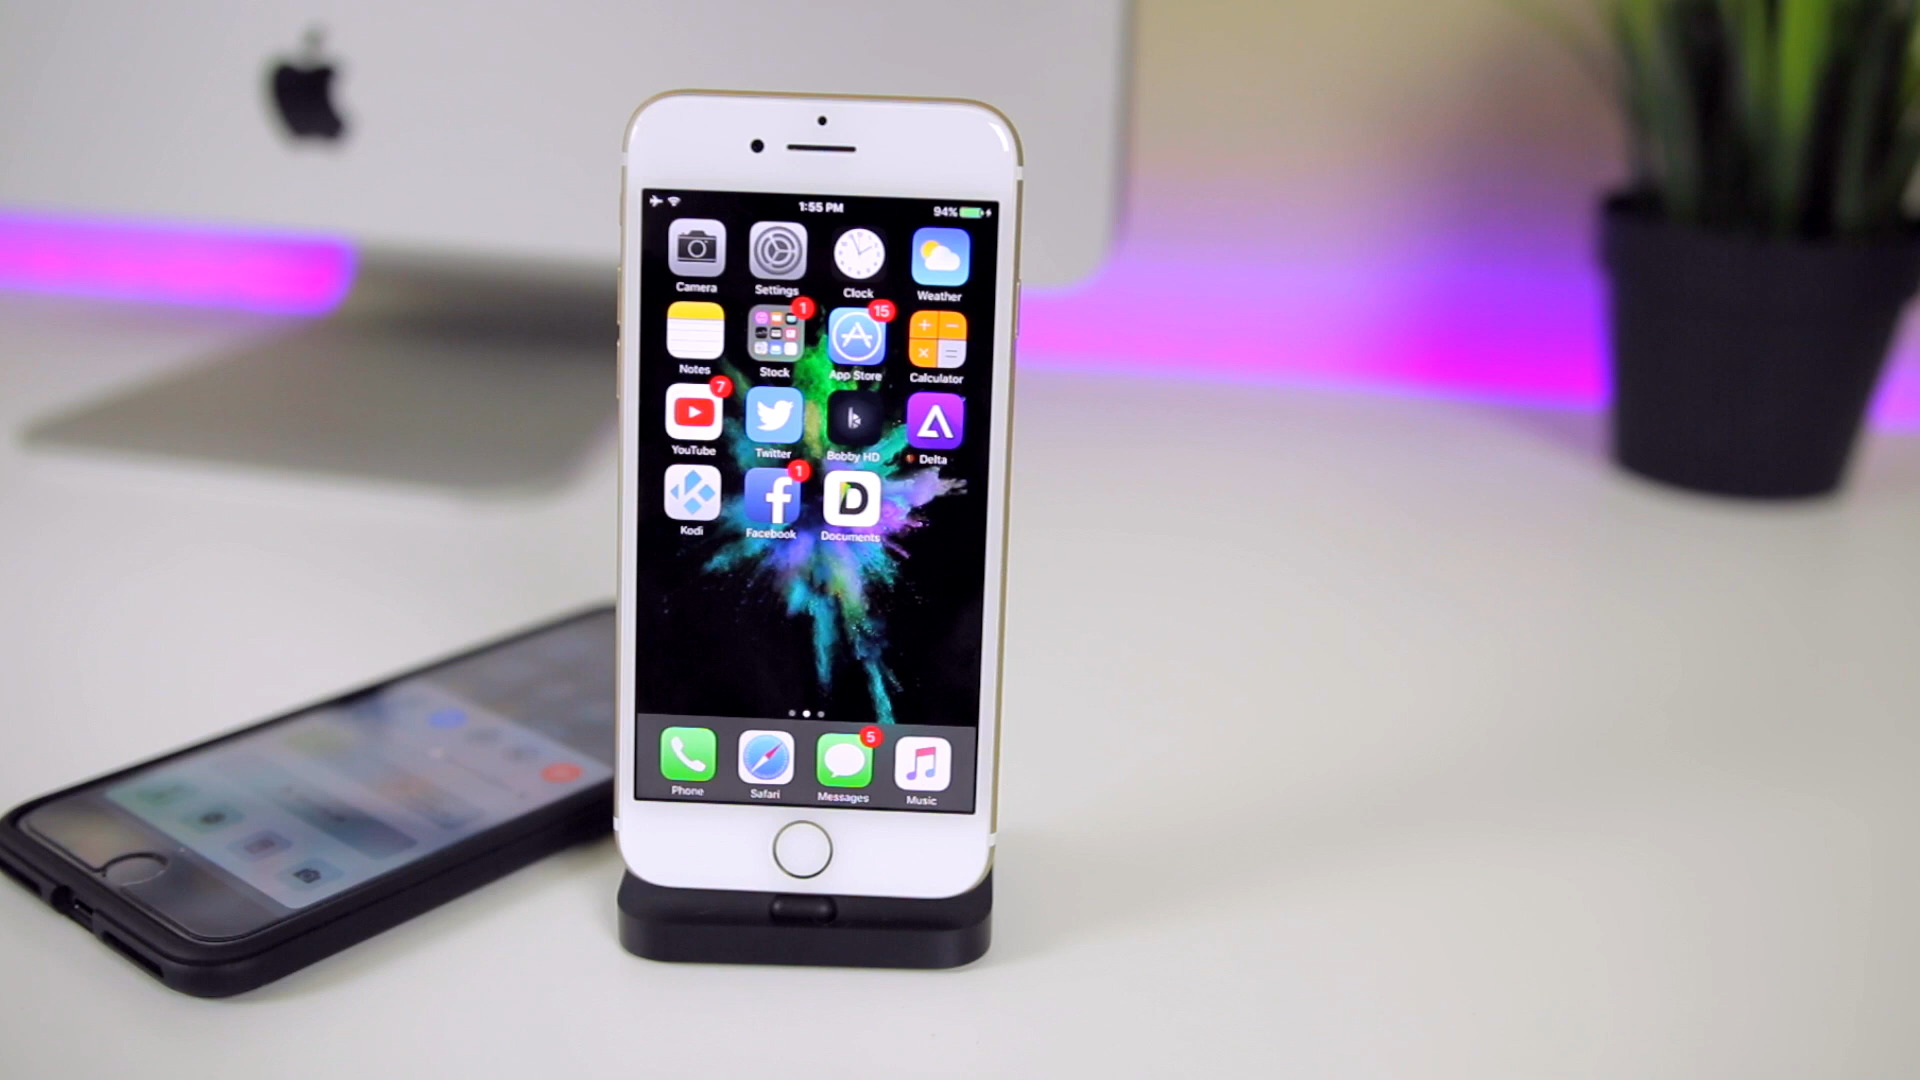 1:55 PM 94%
Camera Settings Clock Weather
1 15
Notes Stock App Store Calculator
7
YouTube Twitter Bobby HD Delta
1
D
Kodi Facebook Documents
5
Phone Safari Messages Music